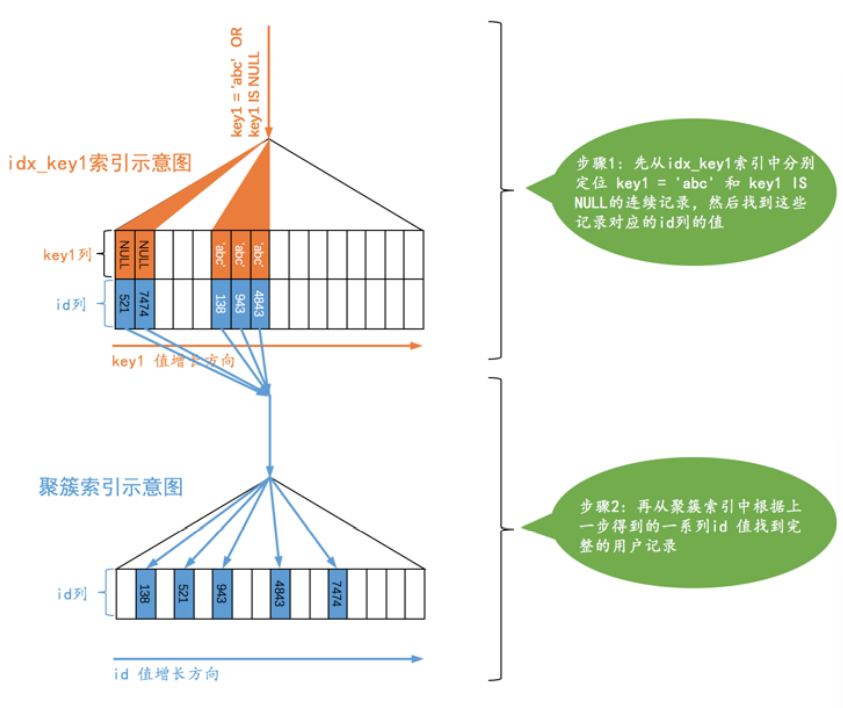 key1 = 'abc' OR
key1 IS NULL
idx_key1索引示意图
步骤1：先从idx_key1索引中分别
定位 key1 = 'abc' 和 key1 IS
NULL的连续记录，然后找到这些
记录对应的id列的值
key1列
NULL
NULL
'abc'
'abc'
'abc'
id列
521
7474
138
943
4843
key1 值增长方向
聚簇索引示意图
步骤2：再从聚簇索引中根据上
一步得到的一系列id 值找到完
整的用户记录
id列
138
521
943
4843
7474
id 值增长方向